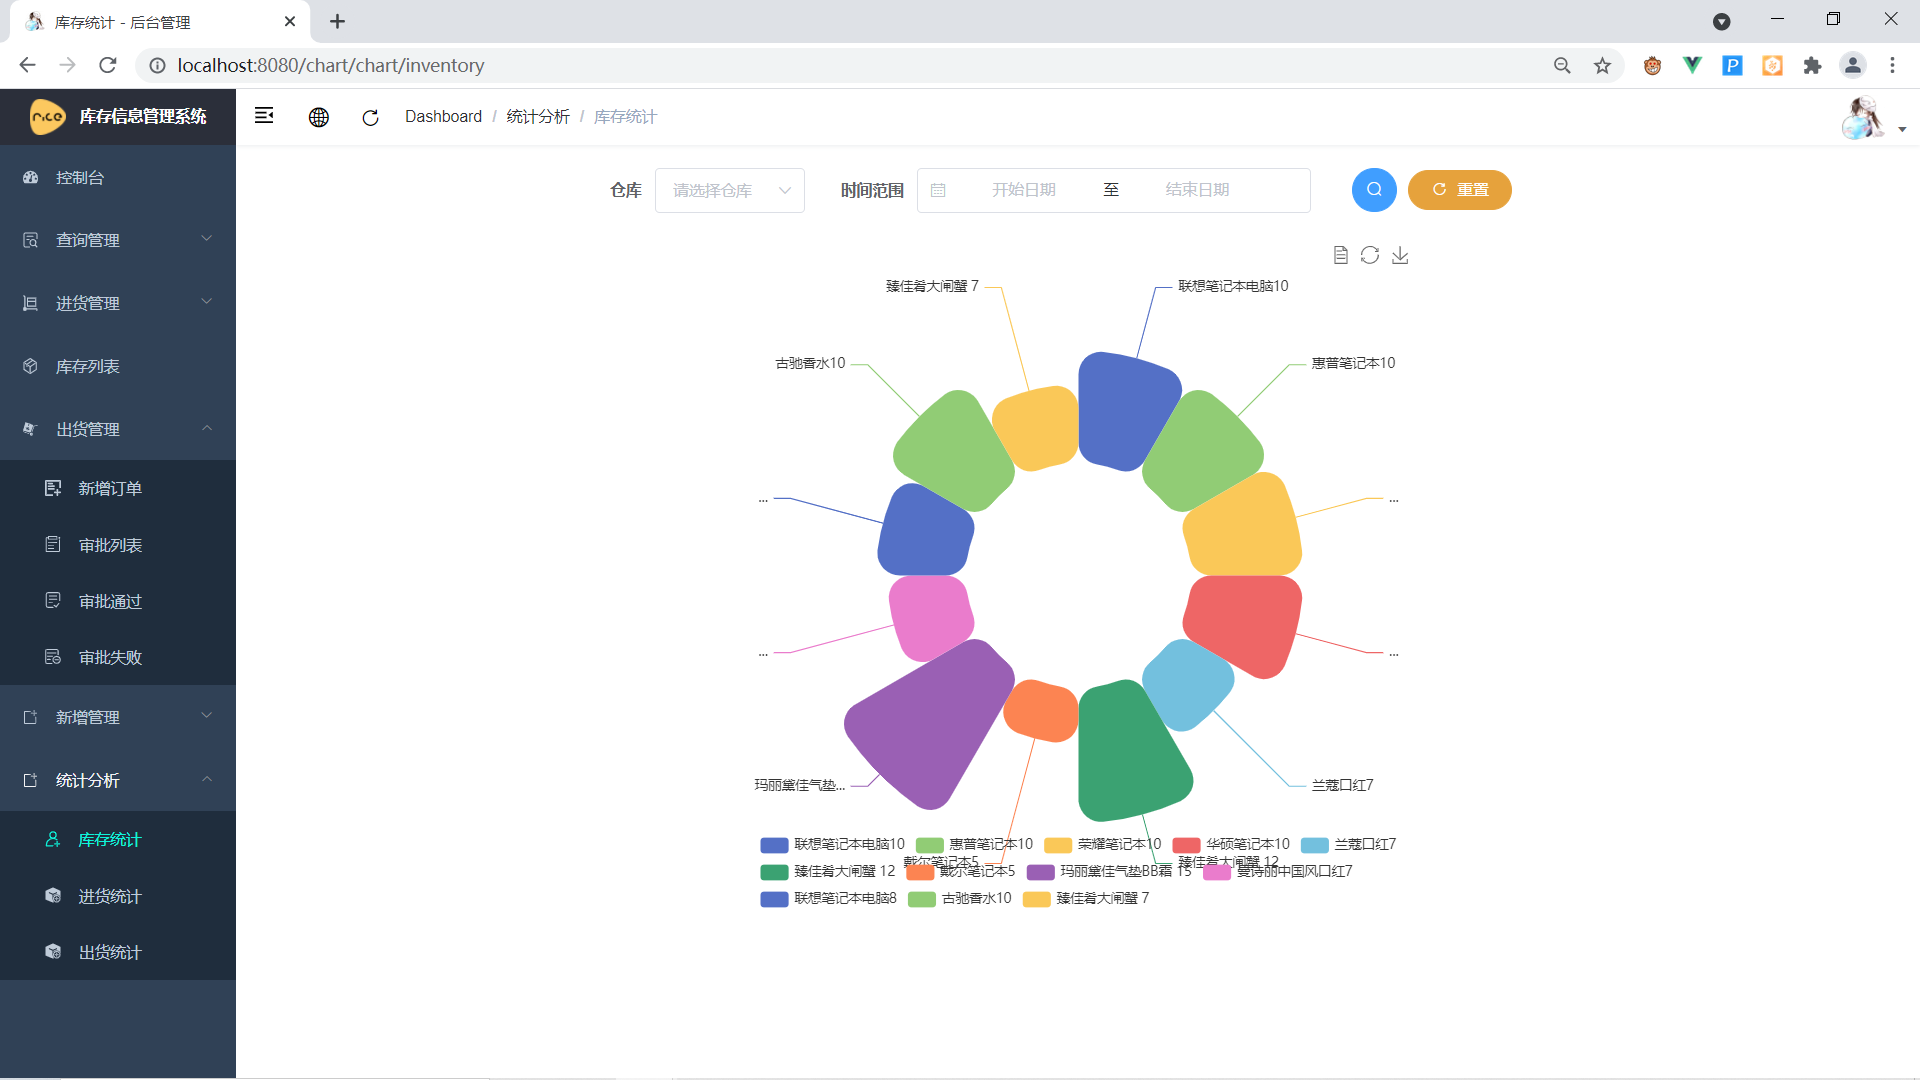 库存统计 - 后台管理
localhost:8080/chart/chart/inventory
nice 库存信息管理系统
Dashboard / 统计分析 / 库存统计
控制台
查询管理
进货管理
库存列表
出货管理
新增订单
审批列表
审批通过
审批失败
新增管理
统计分析
库存统计
进货统计
出货统计
仓库 请选择仓库 时间范围 开始日期 至 结束日期 重置
臻佳肴大闸蟹 7
联想笔记本电脑10
古驰香水10
惠普笔记本10
...
...
...
...
玛丽黛佳气垫...
兰蔻口红7
戴尔笔记本5
臻佳肴大闸蟹 12
联想笔记本电脑10 惠普笔记本10 荣耀笔记本10 华硕笔记本10 兰蔻口红7
臻佳肴大闸蟹 12 戴尔笔记本5 玛丽黛佳气垫BB霜 15 曼诗丽中国风口红7
联想笔记本电脑8 古驰香水10 臻佳肴大闸蟹 7